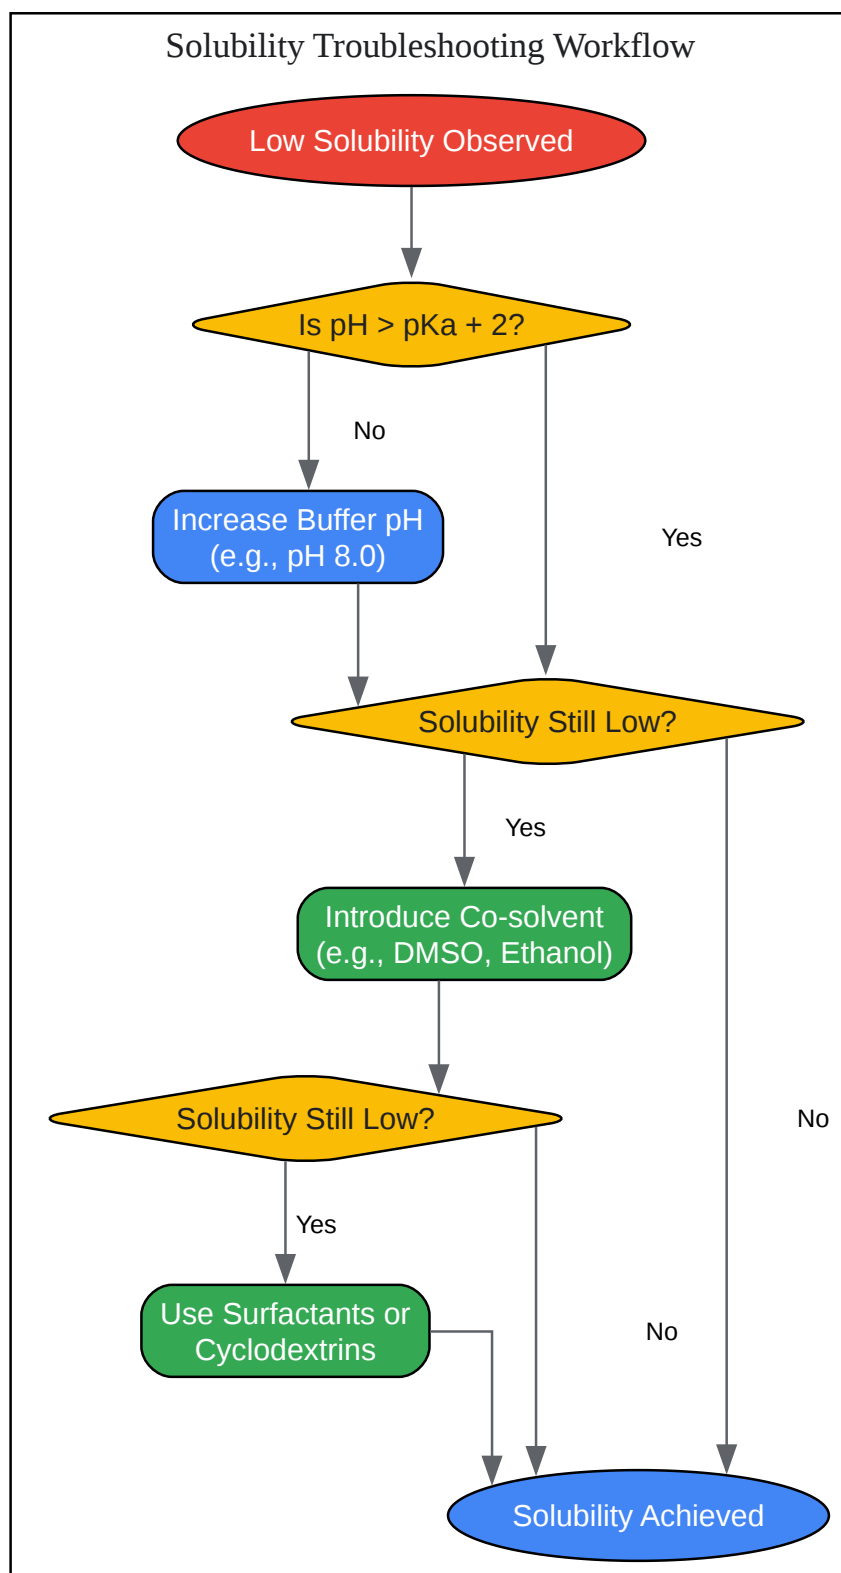 Solubility Troubleshooting Workflow
Low Solubility Observed
Is pH > pKa + 2?
No
Increase Buffer pH
(e.g., pH 8.0)
Yes
Solubility Still Low?
Yes
Introduce Co-solvent
(e.g., DMSO, Ethanol)
Solubility Still Low?
No
Yes
Use Surfactants or
Cyclodextrins
No
Solubility Achieved